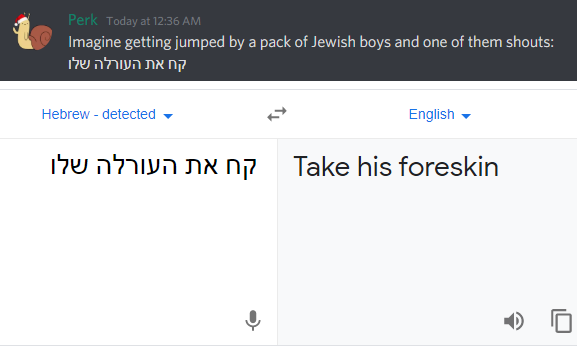 Perk Today at 12:36 AM
Imagine getting jumped by a pack of Jewish boys and one of them shouts:
קח את העורלה שלו
Hebrew - detected English
קח את העורלה שלו
Take his foreskin